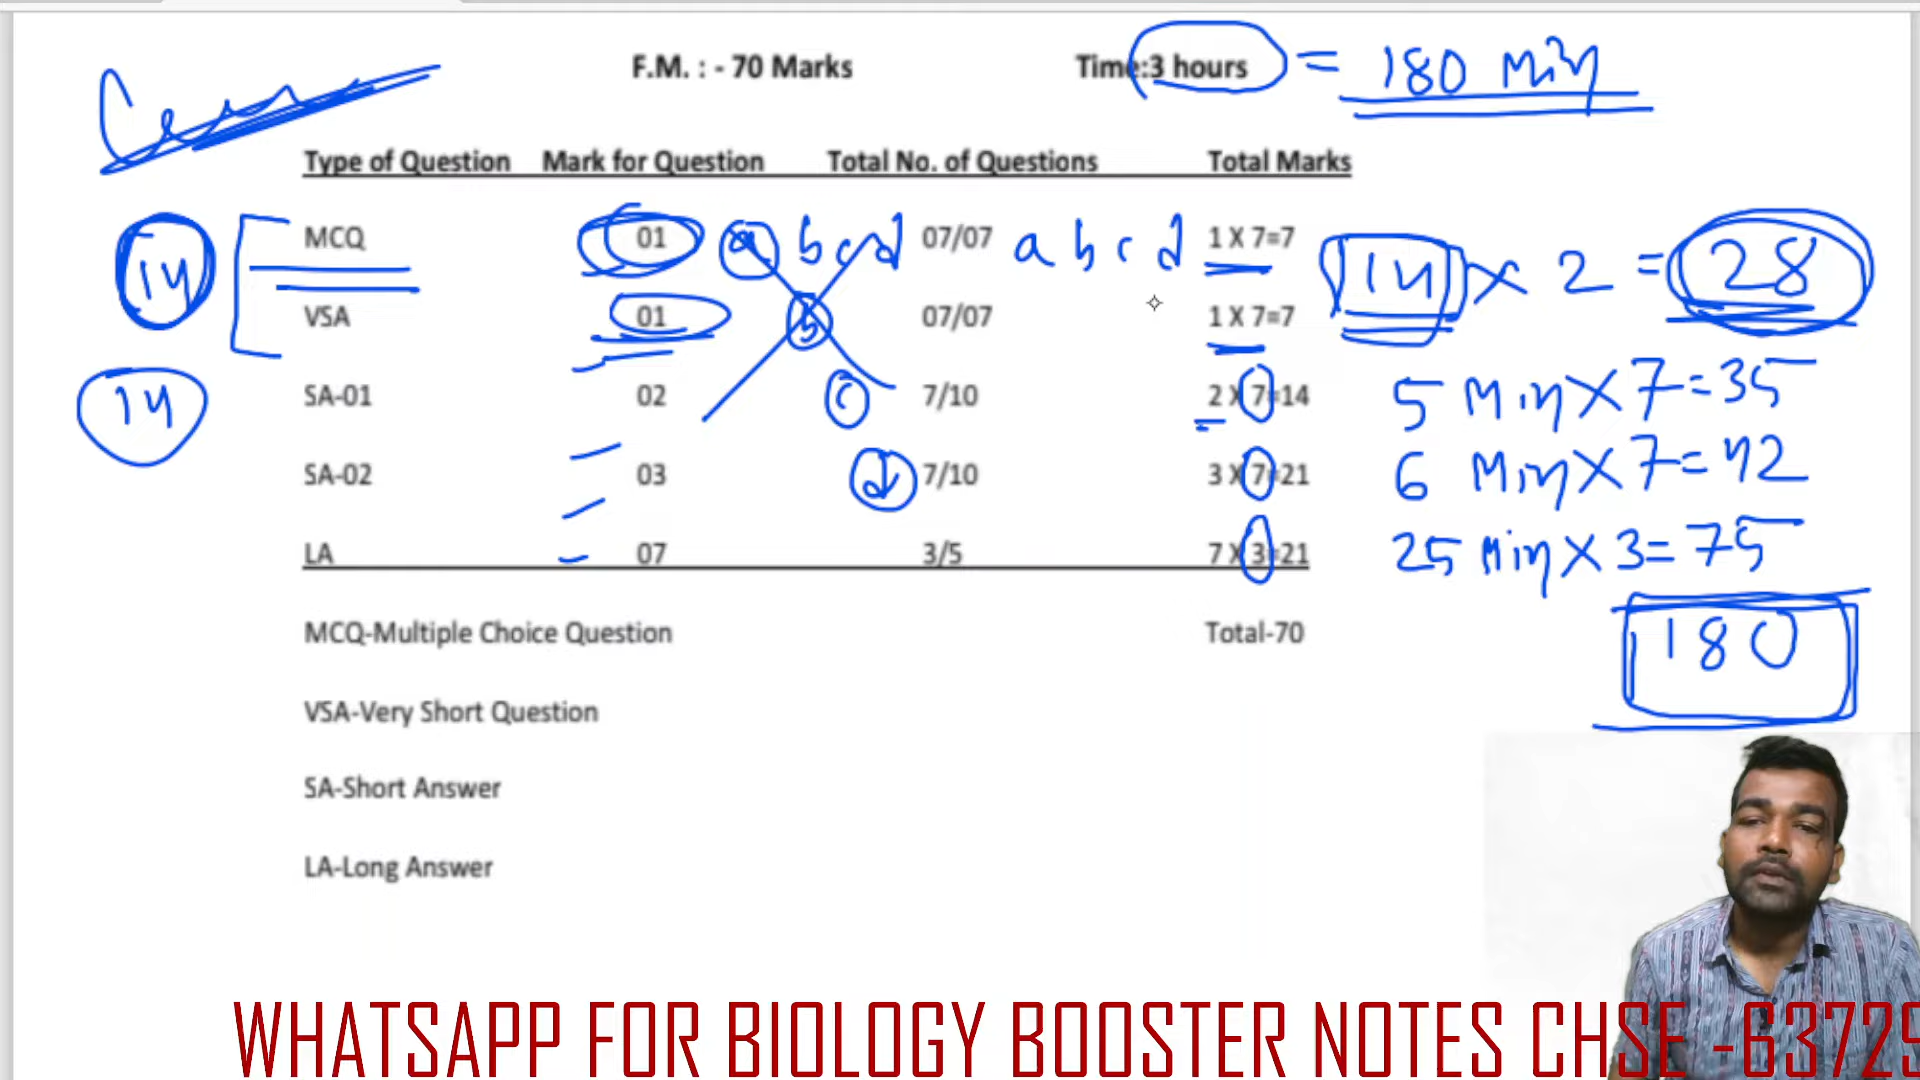 F.M. : - 70 Marks Time:3 hours = 180 Min
Type of Question Mark for Question Total No. of Questions Total Marks
14 MCQ 01 a b c d 07/07 a b c d 1 X 7=7 14 x 2 = 28
VSA 01 b 07/07 1 X 7=7
14 SA-01 02 c 7/10 2 X 7=14 5 Min X 7=35
SA-02 03 d 7/10 3 X 7=21 6 Min X 7=42
LA 07 3/5 7 X 3=21 25 Min X 3=75
180
MCQ-Multiple Choice Question Total-70
VSA-Very Short Question
SA-Short Answer
LA-Long Answer
WHATSAPP FOR BIOLOGY BOOSTER NOTES CHSE -63729